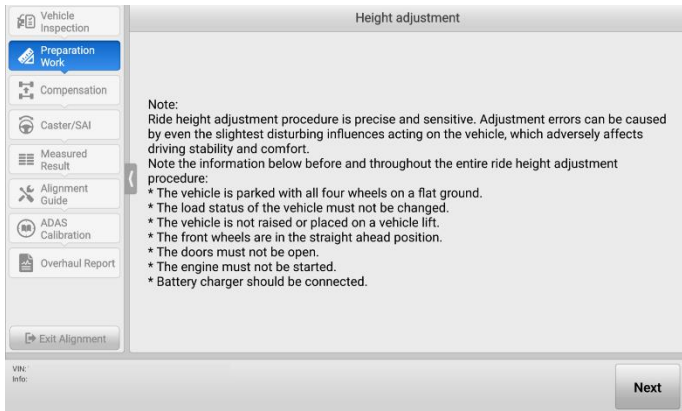 Vehicle
Inspection
Height adjustment
Preparation
Work
Compensation
Caster/SAI
Measured
Result
Alignment
Guide
ADAS
Calibration
Overhaul Report
Exit Alignment
Note:
Ride height adjustment procedure is precise and sensitive. Adjustment errors can be caused
by even the slightest disturbing influences acting on the vehicle, which adversely affects
driving stability and comfort.
Note the information below before and throughout the entire ride height adjustment
procedure:
* The vehicle is parked with all four wheels on a flat ground.
* The load status of the vehicle must not be changed.
* The vehicle is not raised or placed on a vehicle lift.
* The front wheels are in the straight ahead position.
* The doors must not be open.
* The engine must not be started.
* Battery charger should be connected.
VIN:
Info:
Next